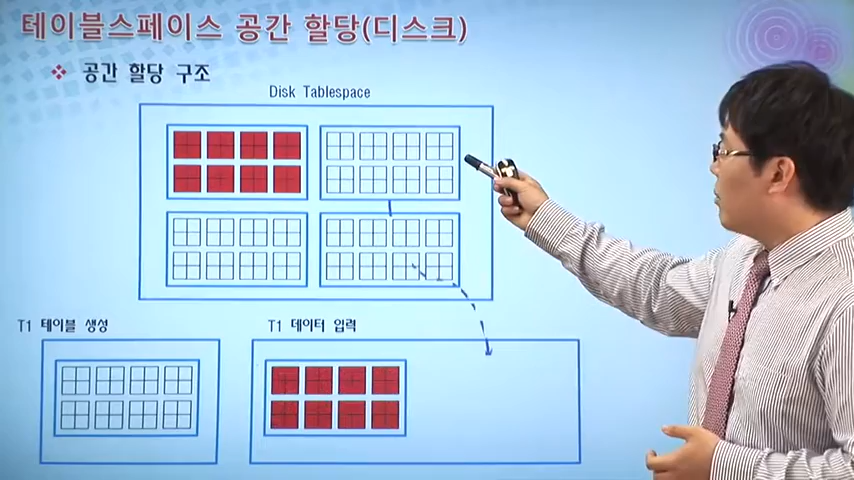 테이블스페이스 공간 할당(디스크)
공간 할당 구조
Disk Tablespace
T1 테이블 생성
T1 데이터 입력